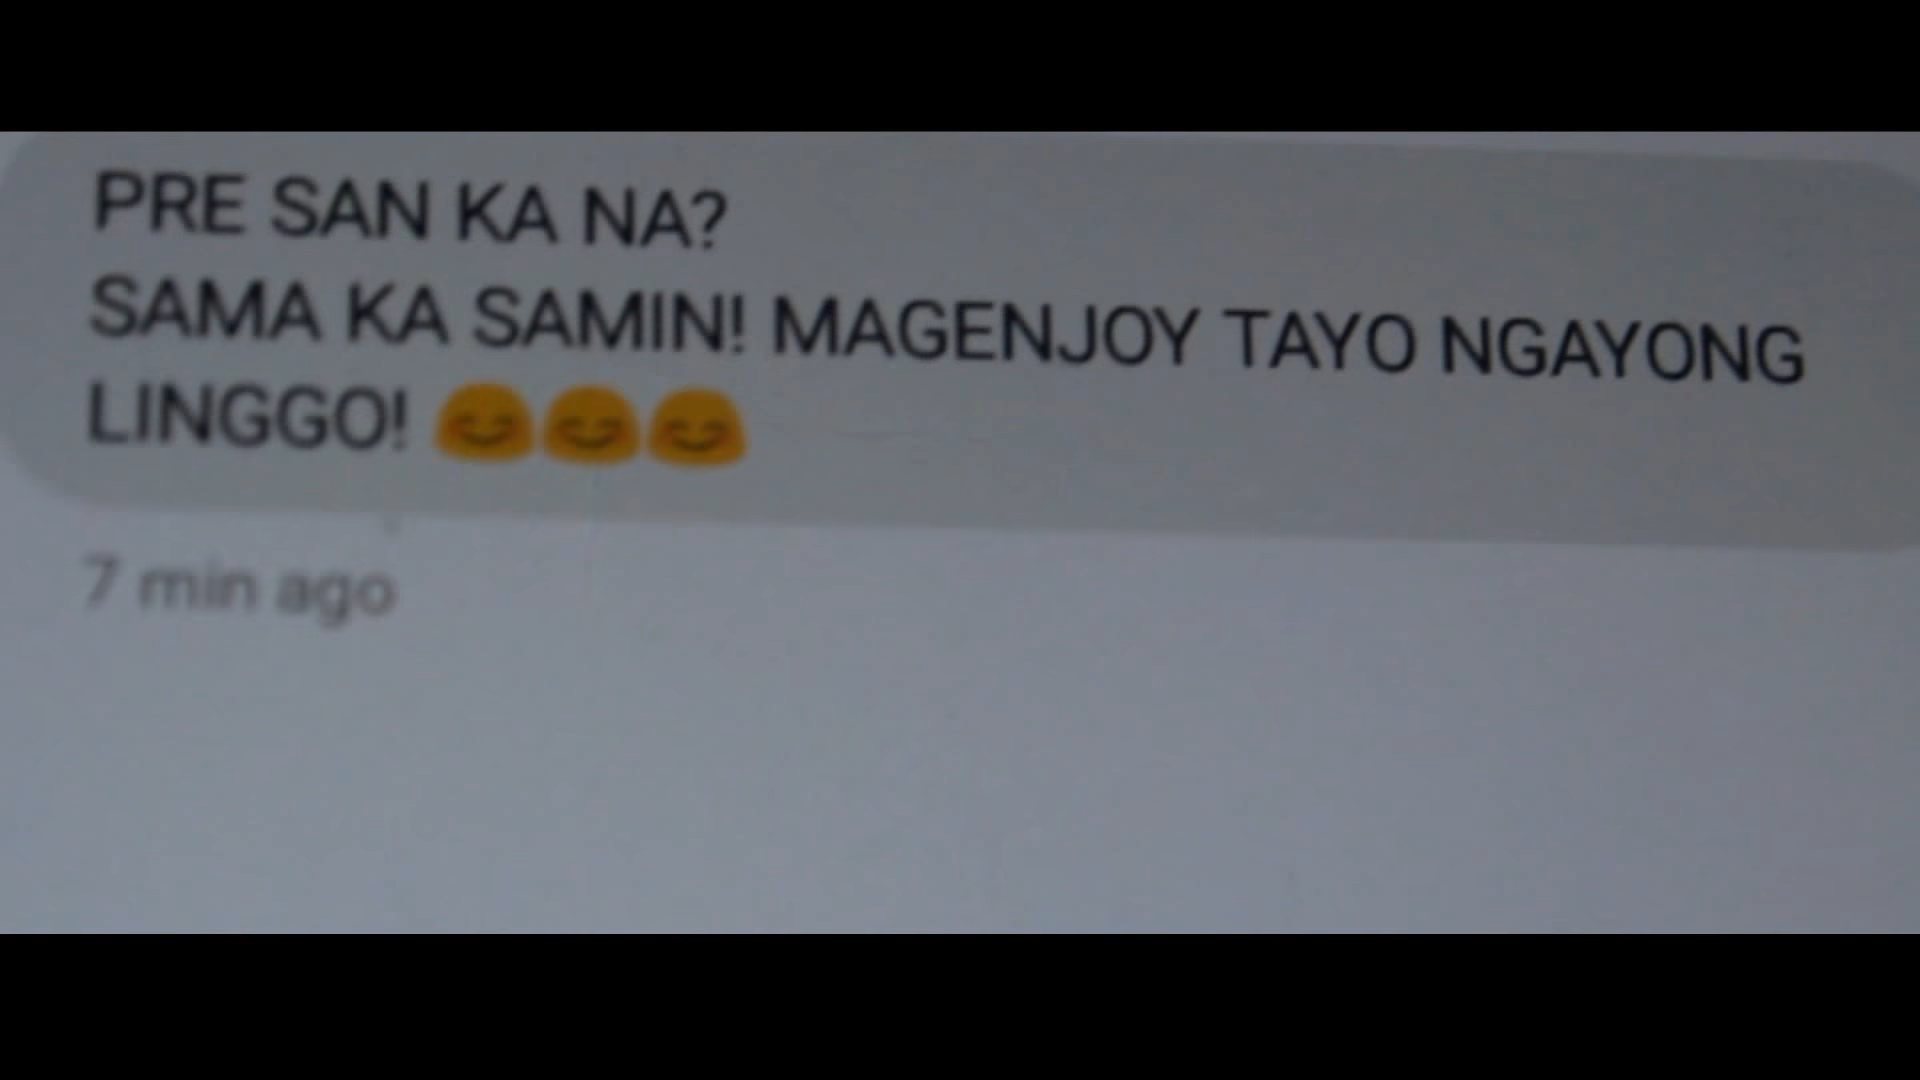 PRE SAN KA NA?
SAMA KA SAMIN! MAGENJOY TAYO NGAYONG
LINGGO! 😊😊😊
7 min ago